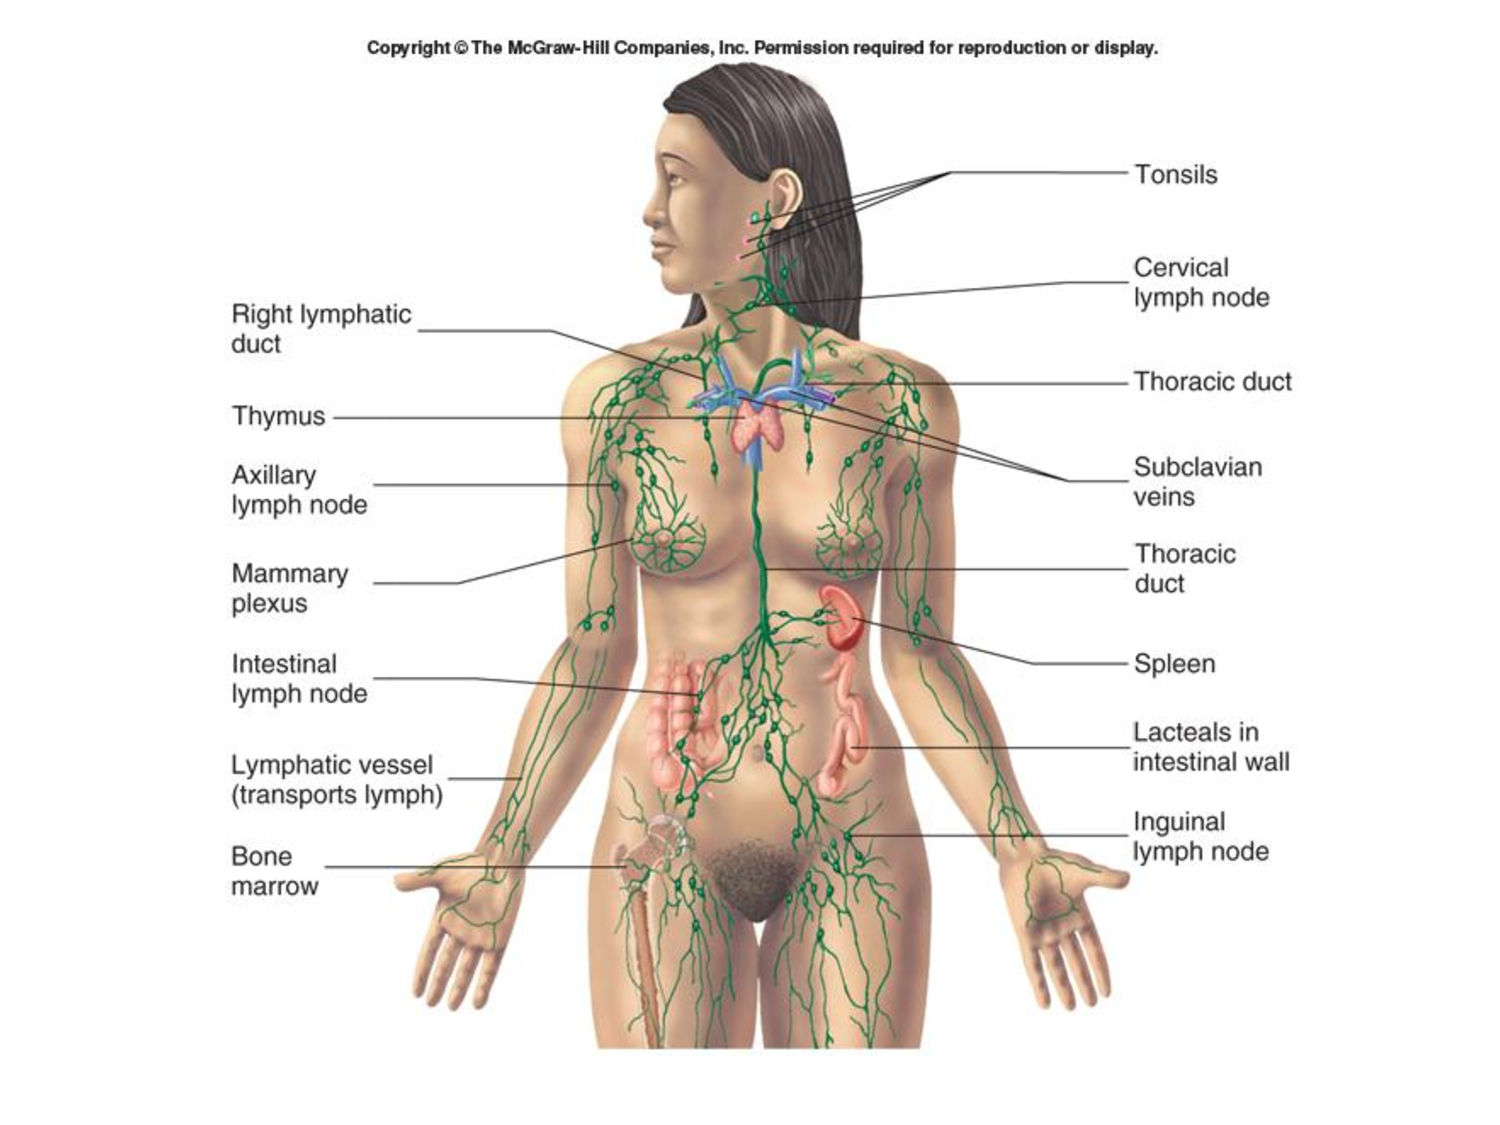 Copyright © The McGraw-Hill Companies, Inc. Permission required for reproduction or display.
Right lymphatic
duct
Thymus
Axillary
lymph node
Mammary
plexus
Intestinal
lymph node
Lymphatic vessel
(transports lymph)
Bone
marrow
Tonsils
Cervical
lymph node
Thoracic duct
Subclavian
veins
Thoracic
duct
Spleen
Lacteals in
intestinal wall
Inguinal
lymph node